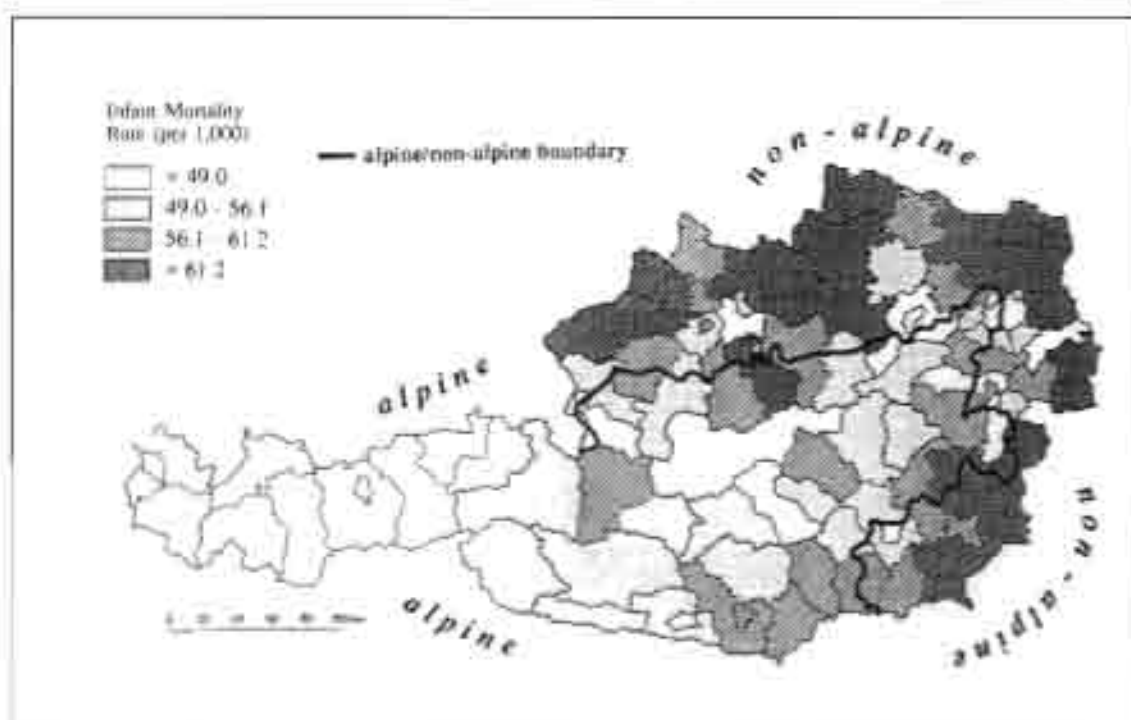 Infant Mortality
Rate (per 1,000)
< 49.0
49.0 - 56.1
56.1 - 61.2
> 61.2
alpine/non-alpine boundary
non-alpine
alpine
alpine
non-alpine